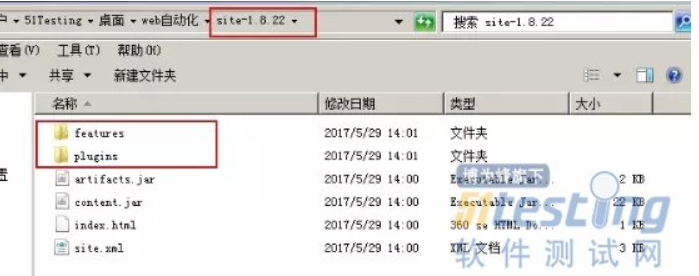 户 ▸ 51Testing ▸ 桌面 ▸ web自动化 ▸ site-1.8.22 ▸
搜索 site-1.8.22
查看(V) 工具(T) 帮助(H)
中 ▾ 共享 ▾ 新建文件夹
名称 修改日期 类型 大小
features 2017/5/29 14:01 文件夹
plugins 2017/5/29 14:01 文件夹
artifacts.jar 2017/5/29 14:00 Executable Jar... 2 KB
content.jar 2017/5/29 14:00 Executable Jar... 22 KB
index.html 2017/5/29 14:00 360 se HTML Do... 1 KB
site.xml 2017/5/29 14:00 XML 文档 3 KB
置
博为峰旗下
51testing
软件测试网